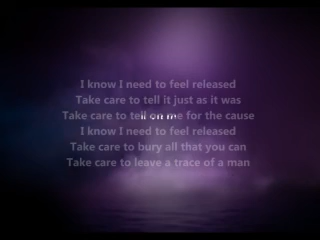 I know I need to feel released
Take care to tell it just as it was
Take care to tell on me for the cause
I know I need to feel released
Take care to bury all that you can
Take care to leave a trace of a man